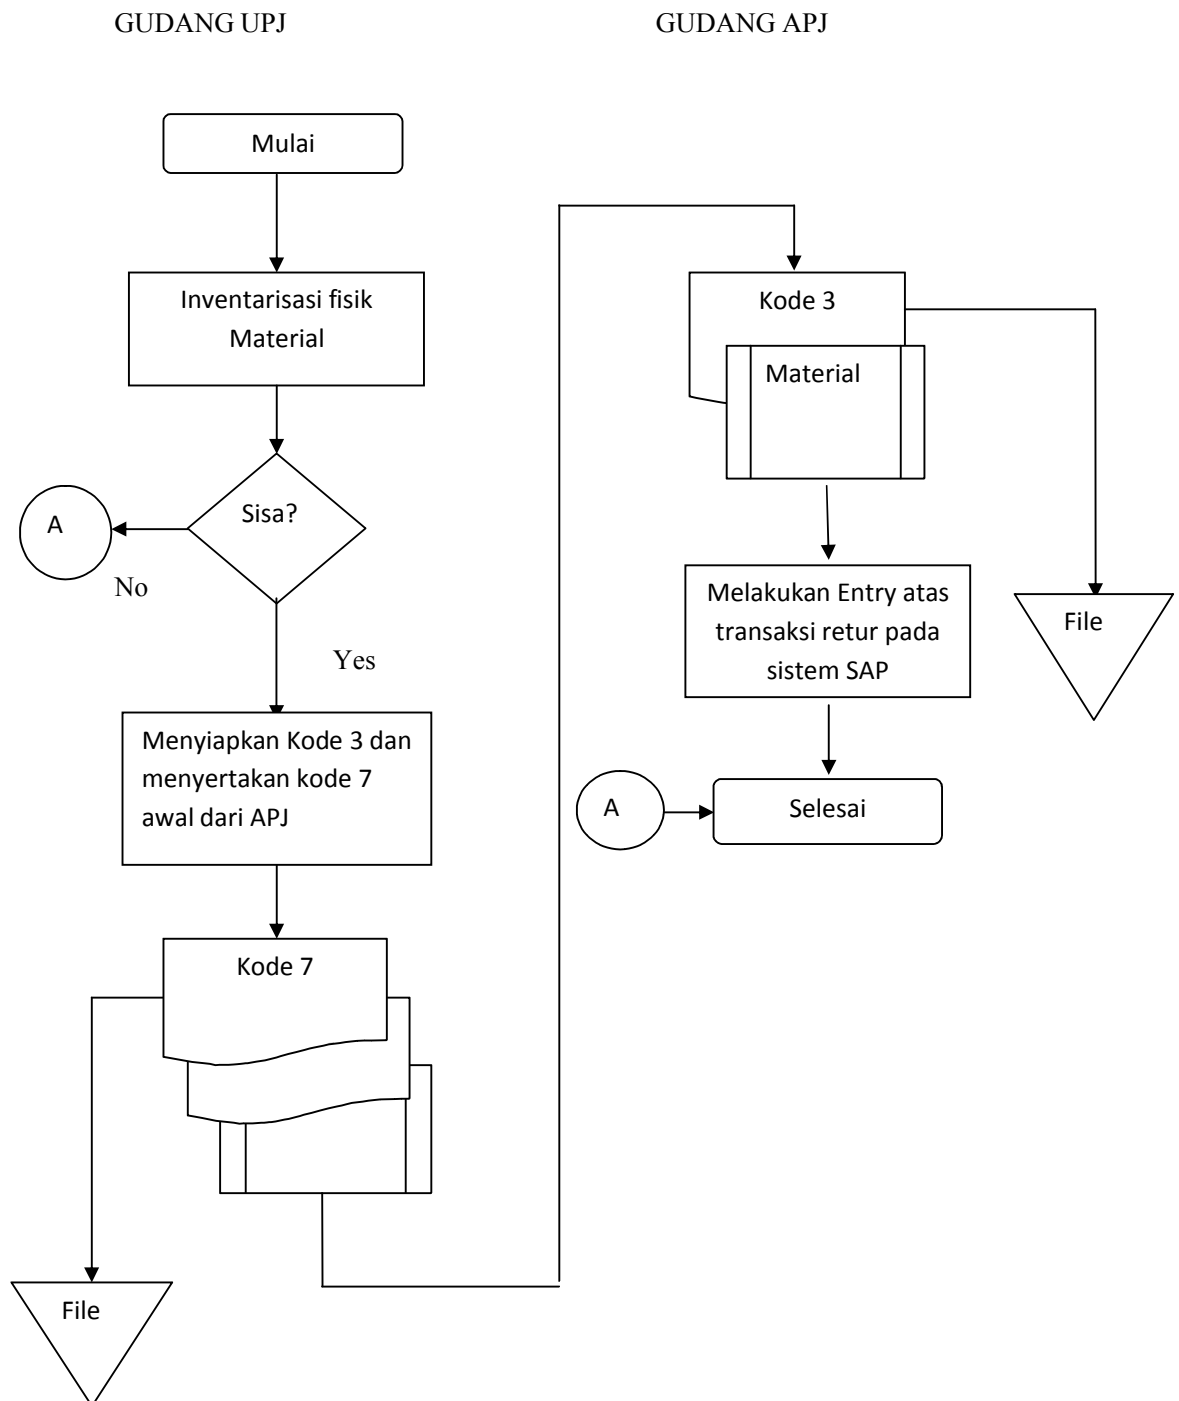 GUDANG UPJ
GUDANG APJ
Mulai
Inventarisasi fisik
Material
Sisa?
A
No
Yes
Menyiapkan Kode 3 dan
menyertakan kode 7
awal dari APJ
Kode 7
File
Kode 3
Material
Melakukan Entry atas
transaksi retur pada
sistem SAP
File
A
Selesai